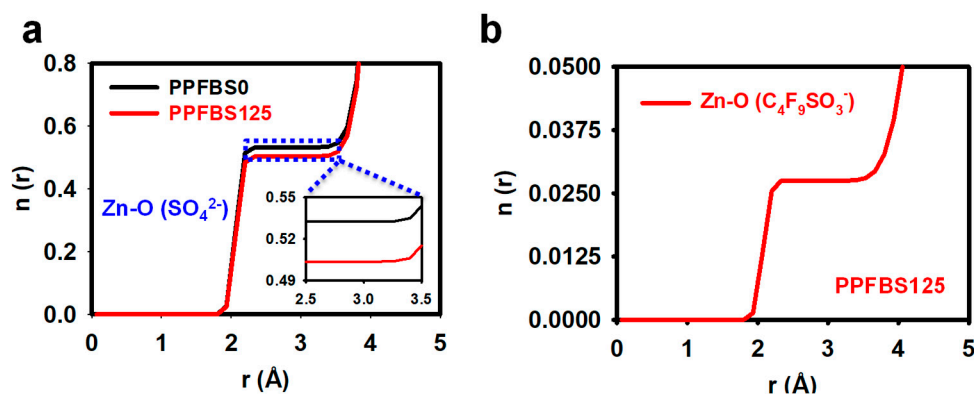 a
n (r)
0.8
0.6
0.4
0.2
0.0
PPFBS0
PPFBS125
Zn-O (SO₄²⁻)
0.55
0.52
0.49
2.5 3.0 3.5
0 1 2 3 4 5
r (Å)
b
n (r)
0.0500
0.0375
0.0250
0.0125
0.0000
Zn-O (C₄F₉SO₃⁻)
PPFBS125
0 1 2 3 4 5
r (Å)